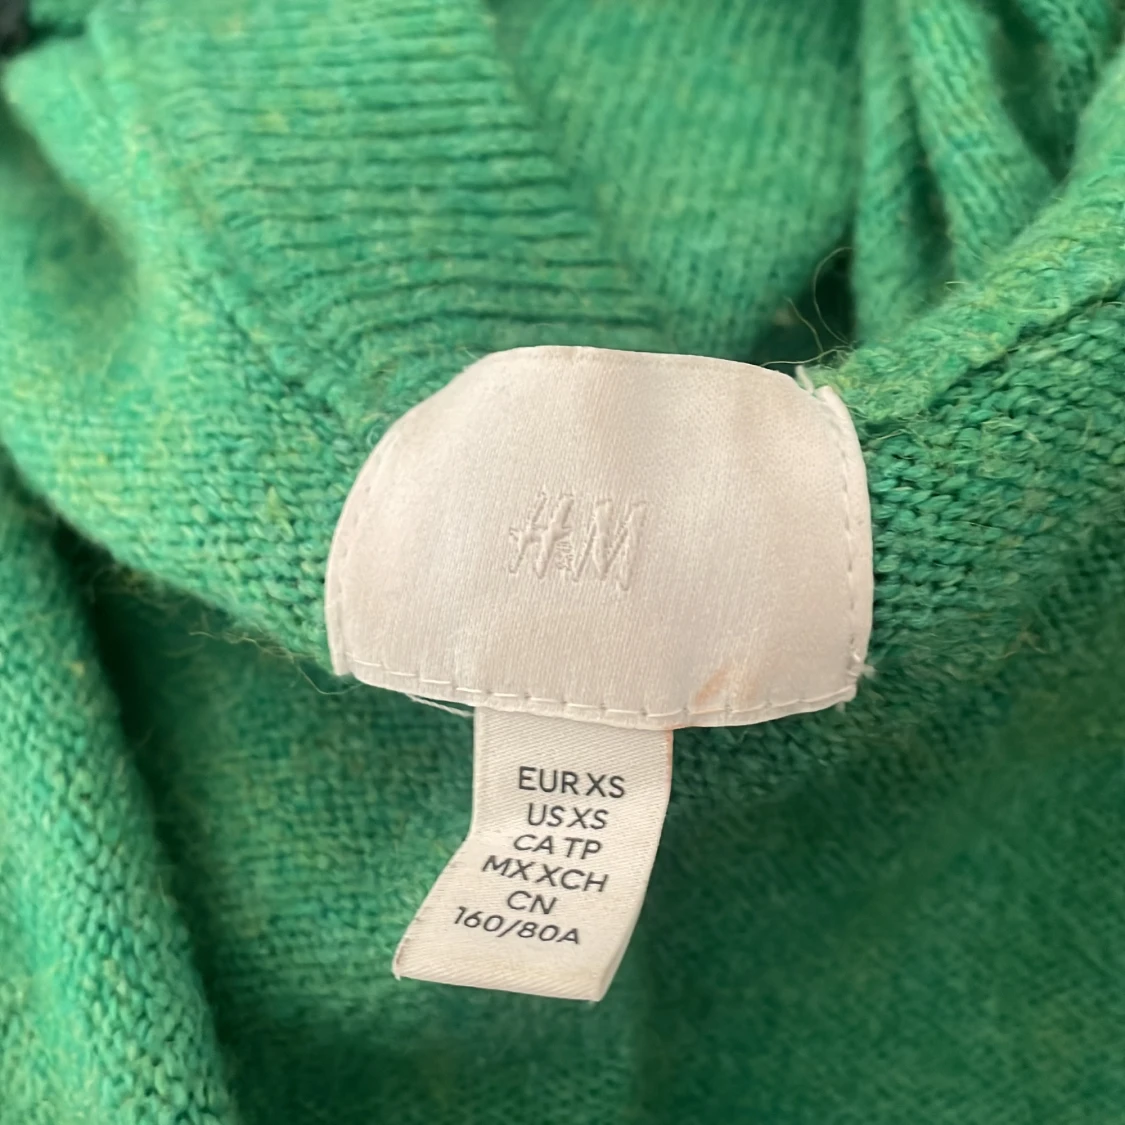 H&M
EUR XS
US XS
CA TP
MX XCH
CN
160/80A